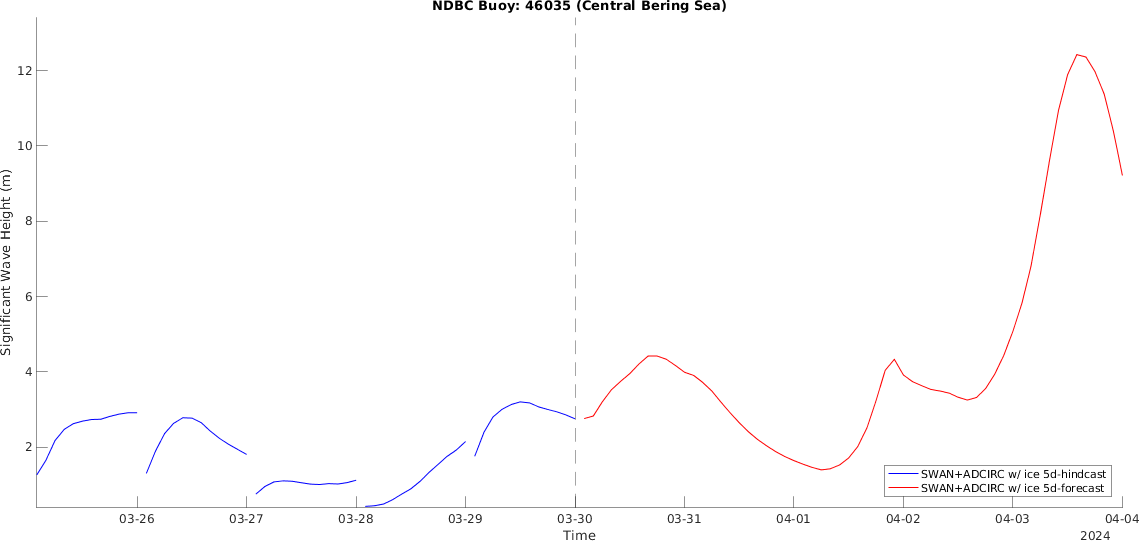 NDBC Buoy: 46035 (Central Bering Sea)
Significant Wave Height (m)
12
10
8
6
4
2
SWAN+ADCIRC w/ ice 5d-hindcast
SWAN+ADCIRC w/ ice 5d-forecast
03-26 03-27 03-28 03-29 03-30 03-31 04-01 04-02 04-03 04-04
Time
2024